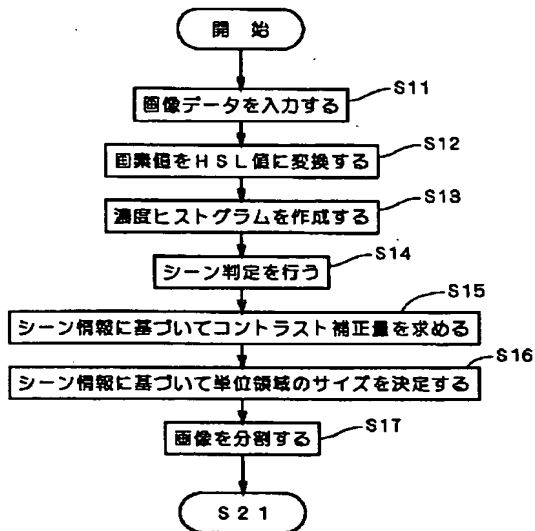 開 始
画像データを入力する
S11
画素値をHSL値に変換する
S12
濃度ヒストグラムを作成する
S13
シーン判定を行う
S14
シーン情報に基づいてコントラスト補正量を求める
S15
シーン情報に基づいて単位領域のサイズを決定する
S16
画像を分割する
S17
S21